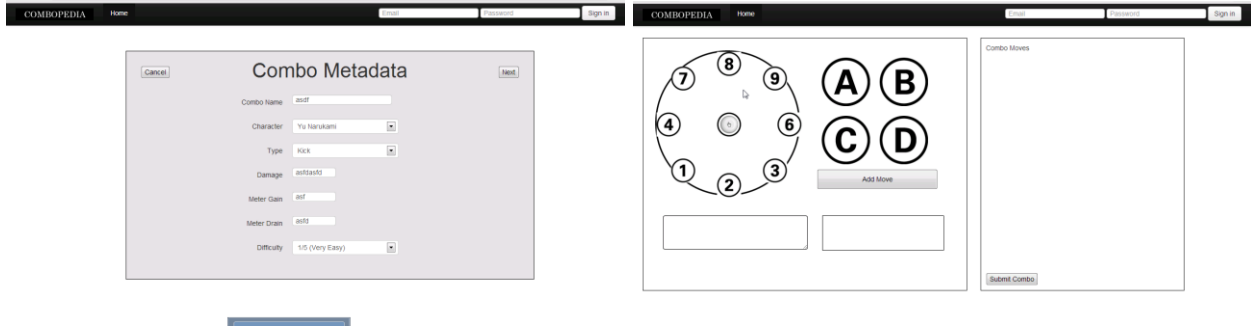 COMBOPEDIA Home Email Password Sign in
Cancel Combo Metadata Next
Combo Name asdf
Character Yu Narukami
Type Kick
Damage asfdasfd
Meter Gain asf
Meter Drain asfd
Difficulty 1/5 (Very Easy)
COMBOPEDIA Home Email Password Sign in
8
7 9
4 5 6
1 3
2
A B
C D
Add Move
Combo Moves
Submit Combo